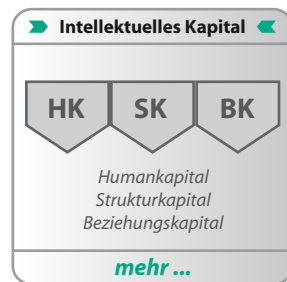 Intellektuelles Kapital
HK SK BK
Humankapital
Strukturkapital
Beziehungskapital
mehr ...